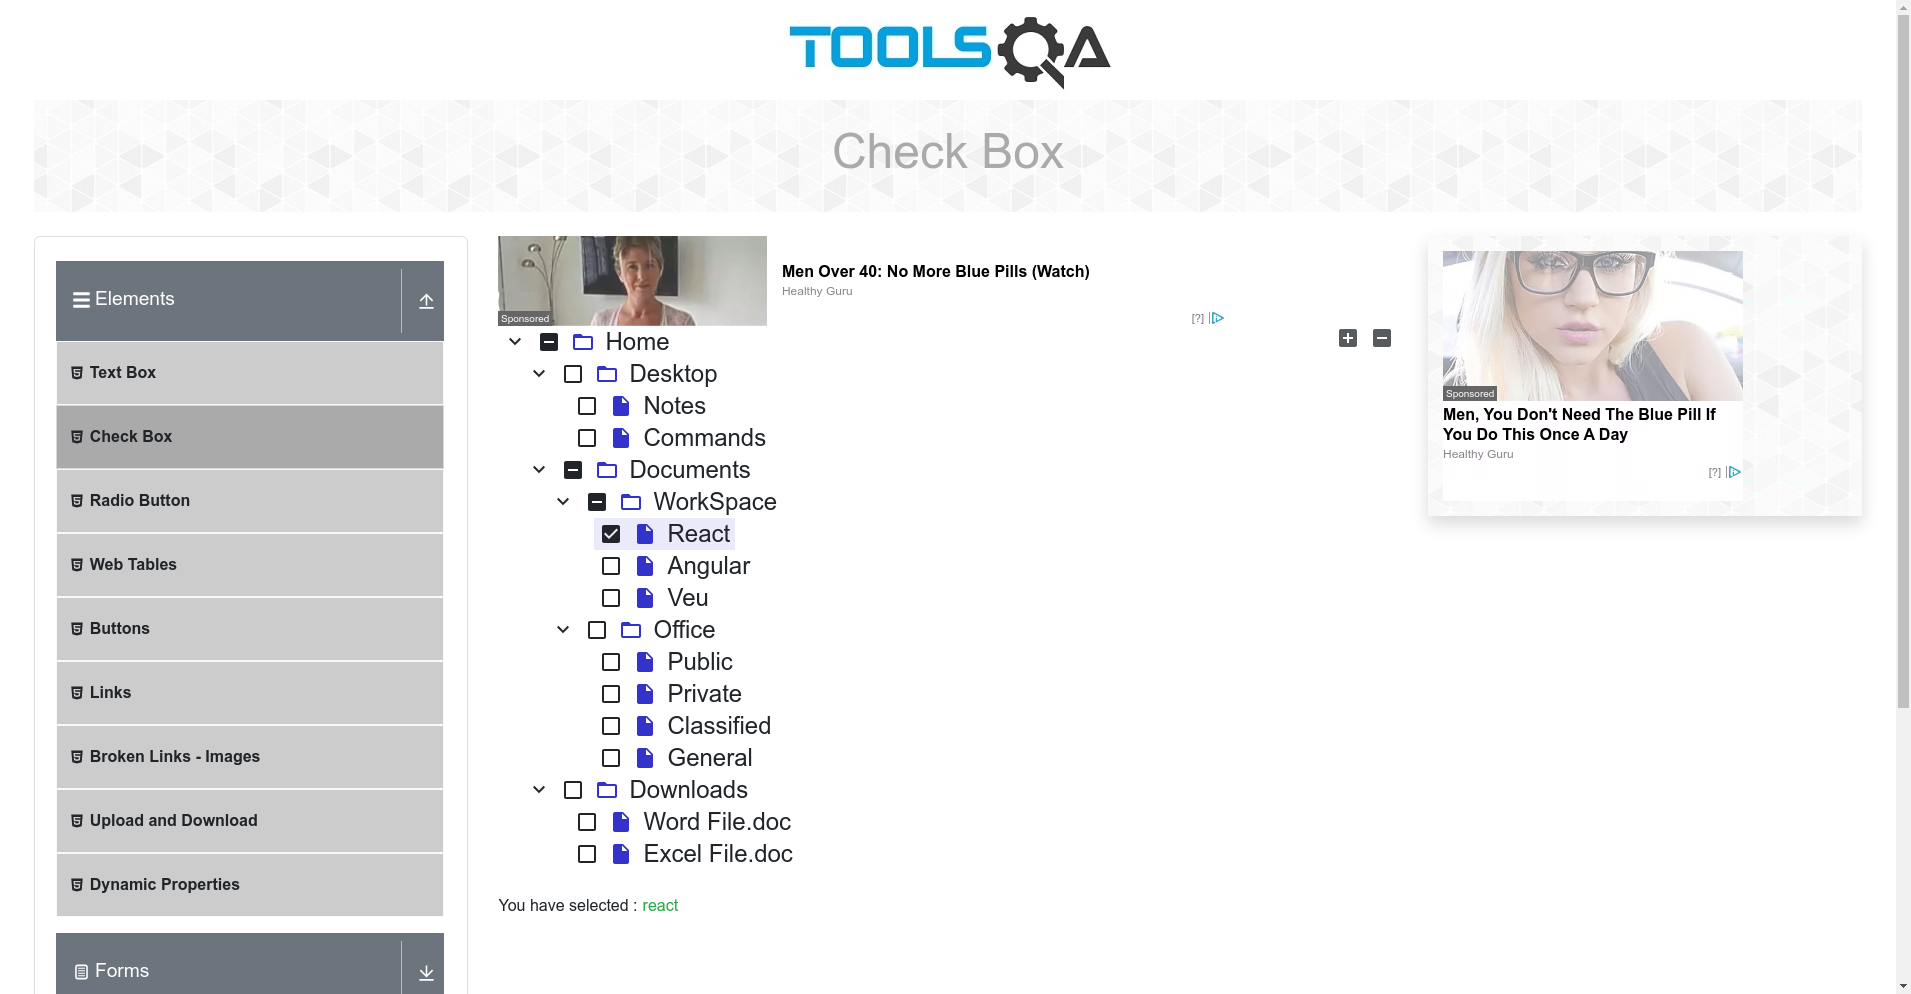 TOOLSQA
Check Box
Elements
Text Box
Check Box
Radio Button
Web Tables
Buttons
Links
Broken Links - Images
Upload and Download
Dynamic Properties
Forms
Sponsored
Men Over 40: No More Blue Pills (Watch)
Healthy Guru
[?]
Home
Desktop
Notes
Commands
Documents
WorkSpace
React
Angular
Veu
Office
Public
Private
Classified
General
Downloads
Word File.doc
Excel File.doc
You have selected : react
Sponsored
Men, You Don't Need The Blue Pill If
You Do This Once A Day
Healthy Guru
[?]